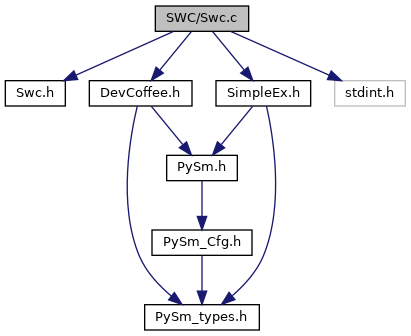 SWC/Swc.c
Swc.h
DevCoffee.h
SimpleEx.h
stdint.h
PySm.h
PySm_Cfg.h
PySm_types.h